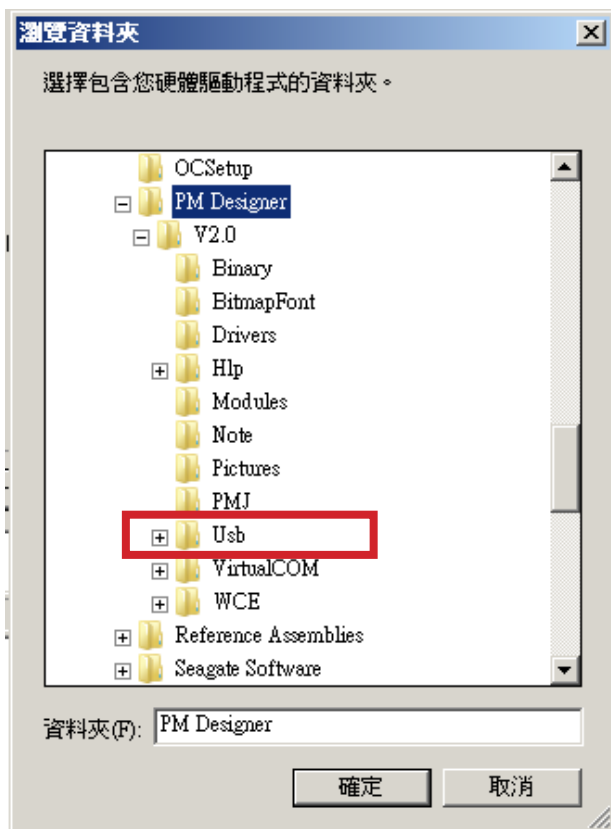 瀏覽資料夾
選擇包含您硬體驅動程式的資料夾。
OCSetup
PM Designer
V2.0
Binary
BitmapFont
Drivers
Hlp
Modules
Note
Pictures
PMJ
Usb
VirtualCOM
WCE
Reference Assemblies
Seagate Software
資料夾(F): PM Designer
確定 取消